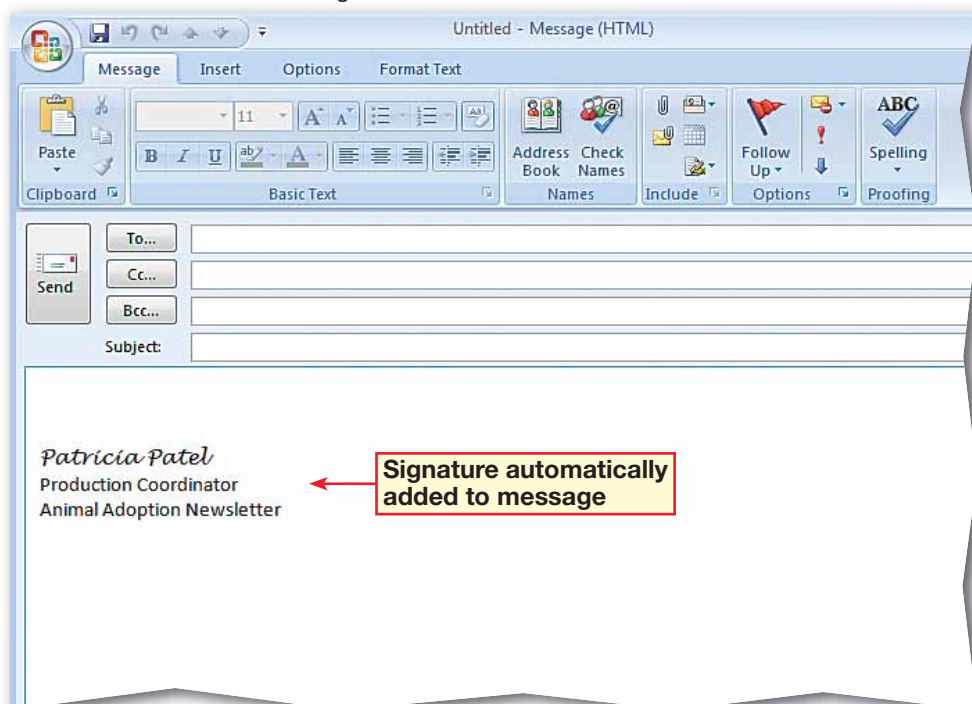 Untitled - Message (HTML)
Message Insert Options Format Text
11 A A ABC
Paste B I U ab A Address Book Check Names Follow Up Spelling
Clipboard Basic Text Names Include Options Proofing
To...
Send
Cc...
Bcc...
Subject:
Patricia Patel
Production Coordinator
Animal Adoption Newsletter
Signature automatically
added to message